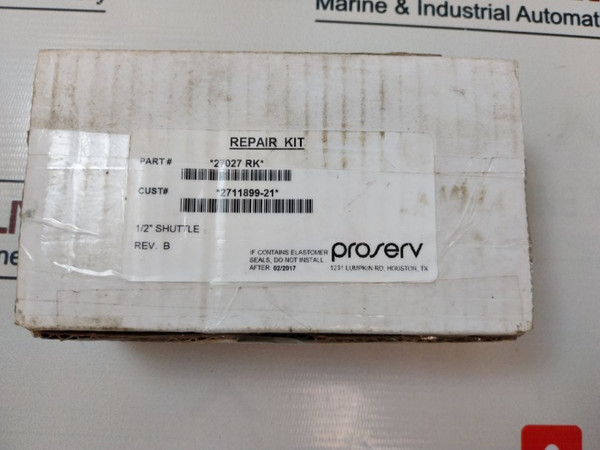 Marine & Industrial Automat
REPAIR KIT
PART # *27027 RK*
CUST# *2711899-21*
1/2" SHUTTLE
REV. B
IF CONTAINS ELASTOMER
SEALS, DO NOT INSTALL
AFTER: 02/2017
proserv
1231 LUMPKIN RD, HOUSTON, TX